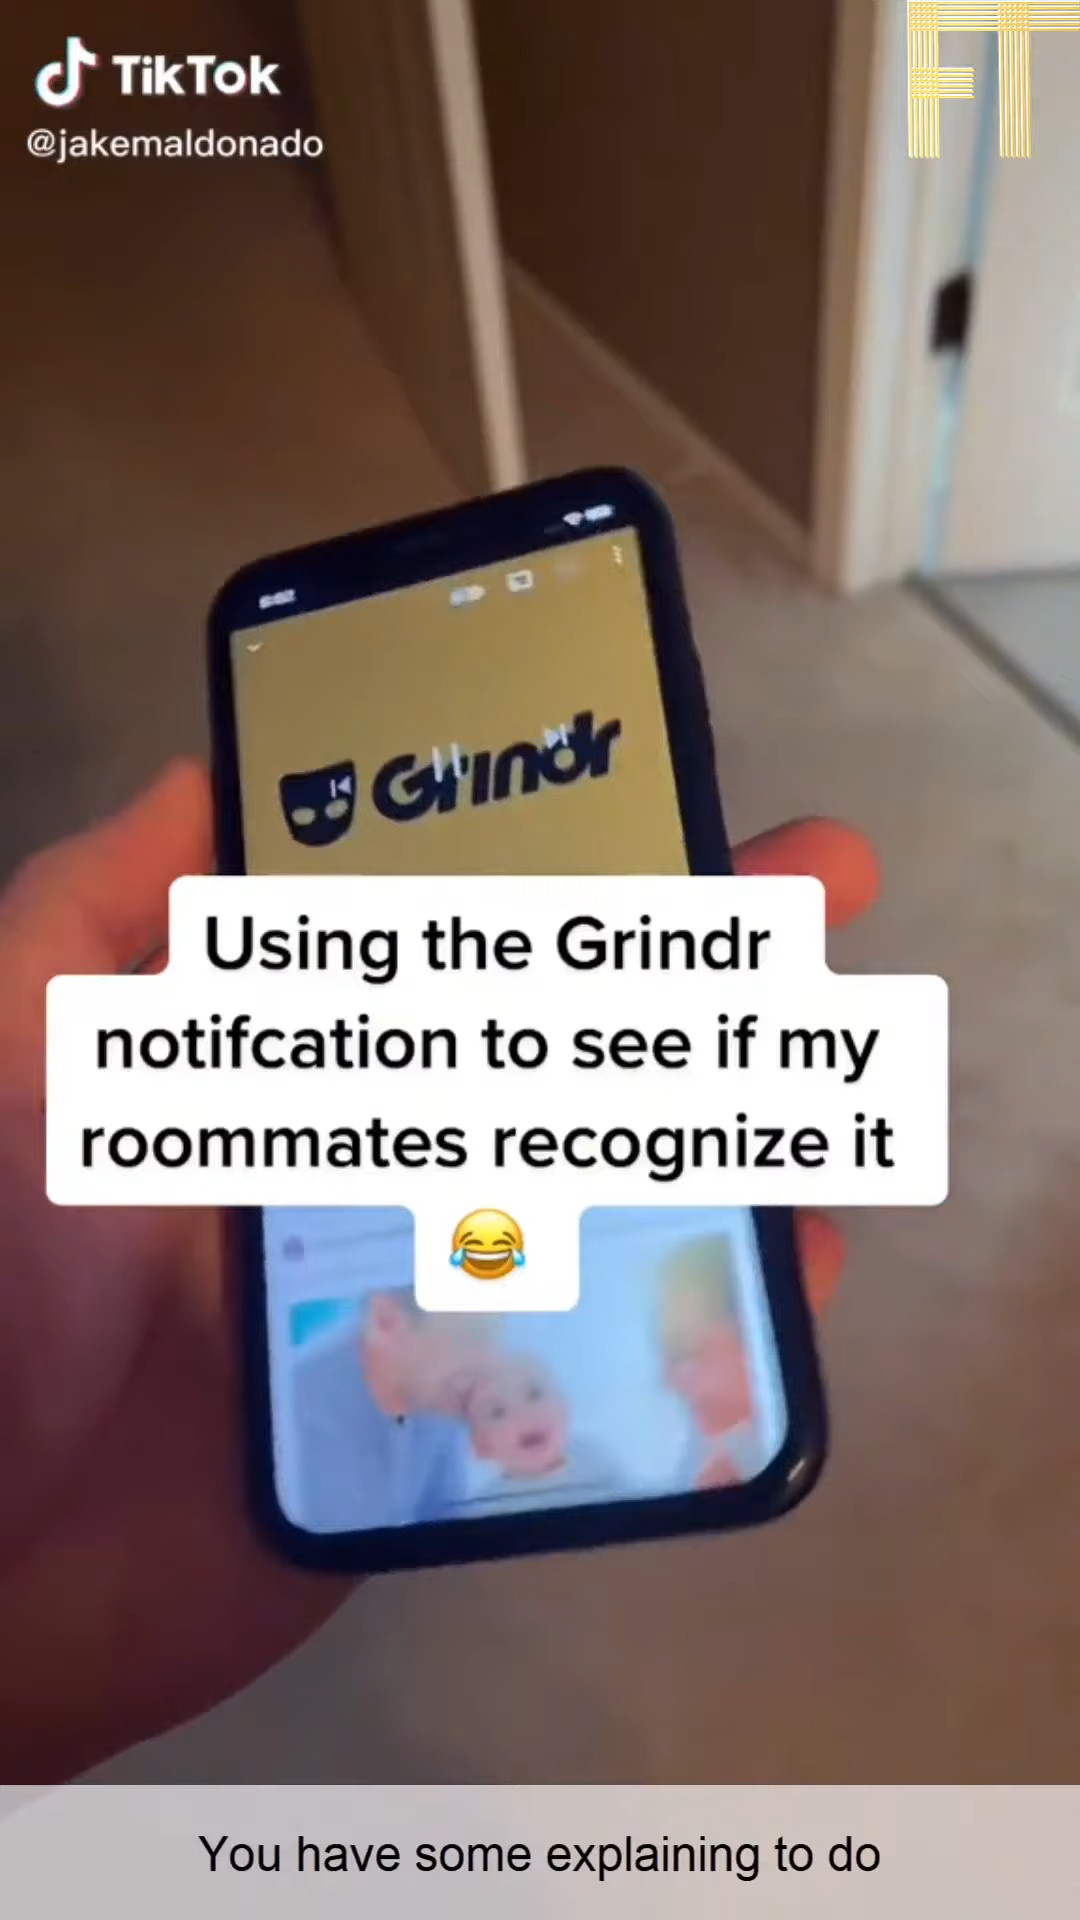 TikTok
@jakemaldonado
FT
Grindr
Using the Grindr
notifcation to see if my
roommates recognize it
😂
You have some explaining to do